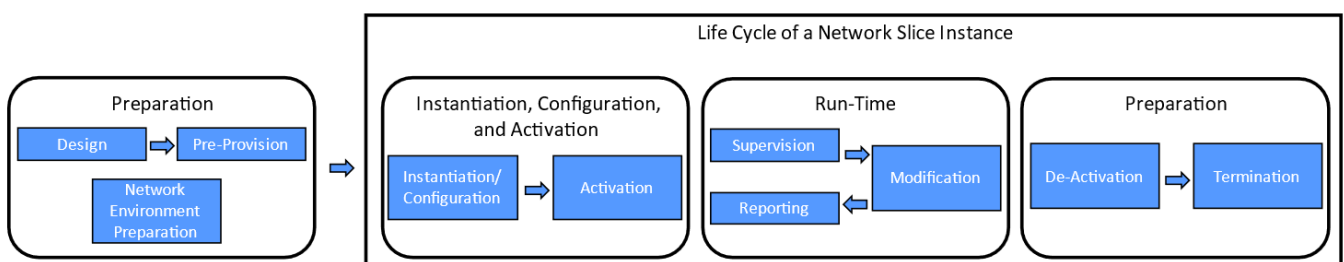 Life Cycle of a Network Slice Instance
Preparation
Design
Pre-Provision
Network
Environment
Preparation
Instantiation, Configuration,
and Activation
Instantiation/
Configuration
Activation
Run-Time
Supervision
Modification
Reporting
Preparation
De-Activation
Termination